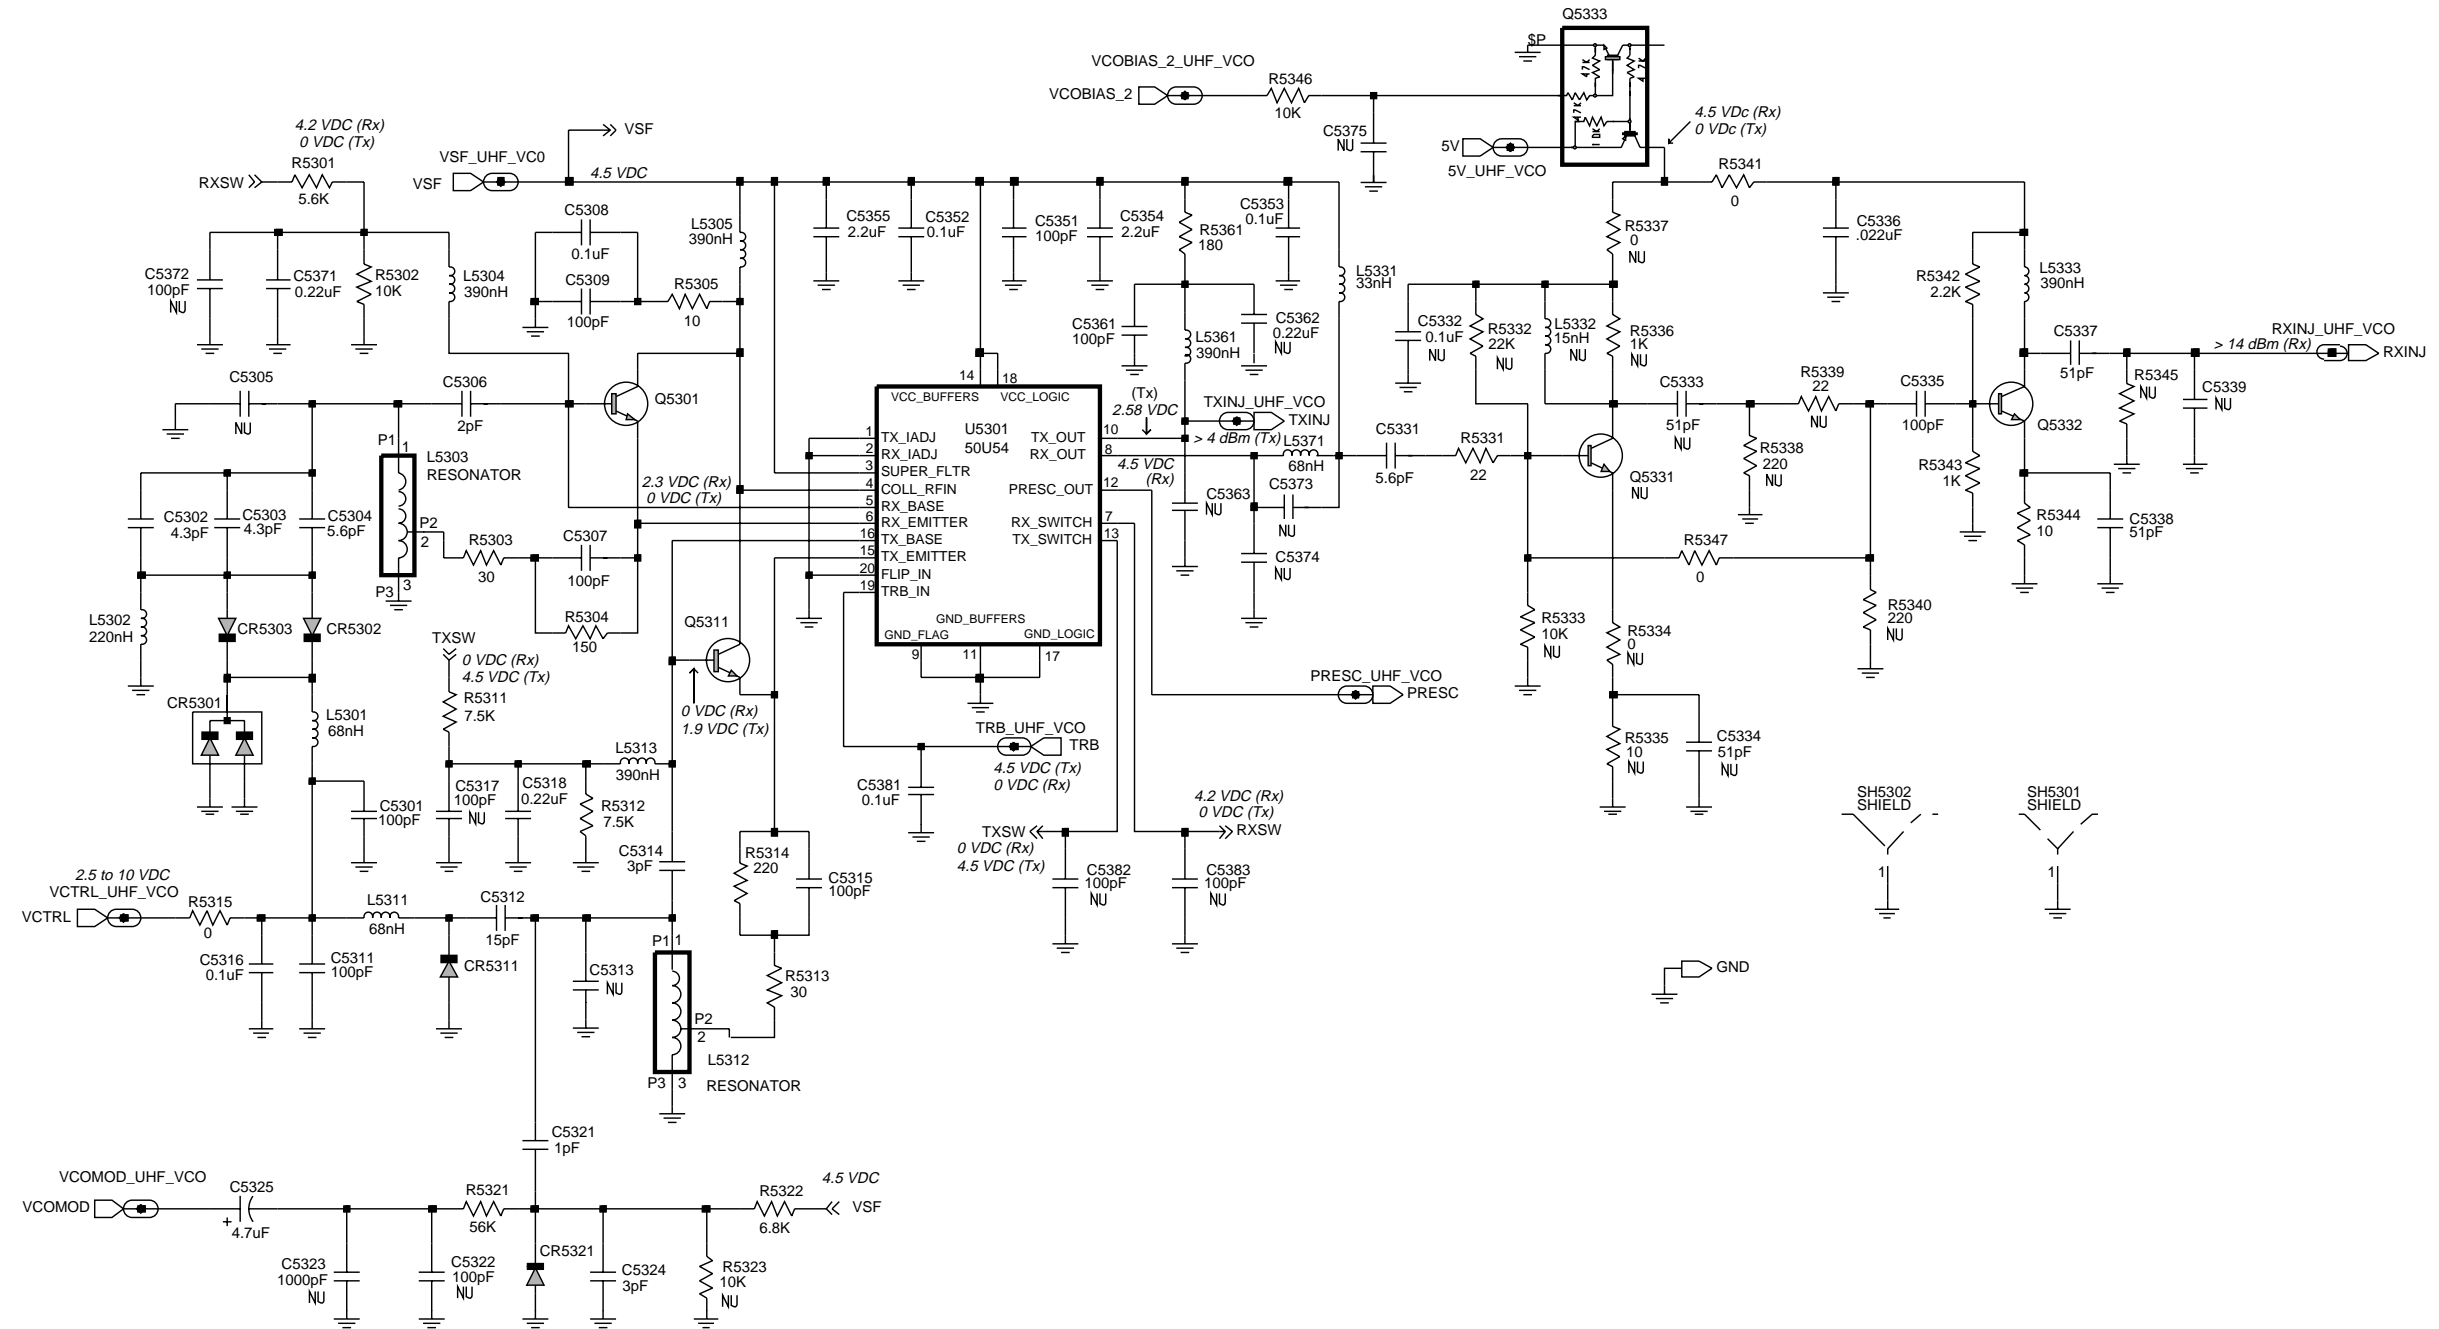 Q5333
$P
47K
4.7K
47K
10K
VCOBIAS_2_UHF_VCO
VCOBIAS_2
R5346
10K
C5375
NU
5V
5V_UHF_VCO
4.5 VDc (Rx)
0 VDc (Tx)
4.2 VDC (Rx)
0 VDC (Tx)
R5301
5.6K
RXSW
VSF_UHF_VC0
VSF
VSF
4.5 VDC
C5372
100pF
NU
C5371
0.22uF
R5302
10K
L5304
390nH
C5308
0.1uF
C5309
100pF
R5305
10
L5305
390nH
C5355
2.2uF
C5352
0.1uF
C5351
100pF
C5354
2.2uF
R5361
180
C5353
0.1uF
L5331
33nH
C5361
100pF
L5361
390nH
C5362
0.22uF
NU
R5341
0
R5337
0
NU
C5336
.022uF
C5332
0.1uF
NU
R5332
22K
NU
L5332
15nH
NU
R5336
1K
NU
R5342
2.2K
L5333
390nH
C5337
51pF
> 14 dBm (Rx)
RXINJ_UHF_VCO
RXINJ
R5345
NU
C5339
NU
C5305
NU
C5306
2pF
Q5301
P1
1
L5303
RESONATOR
P2
2
P3
3
C5302
4.3pF
C5303
4.3pF
C5304
5.6pF
R5303
30
C5307
100pF
R5304
150
2.3 VDC (Rx)
0 VDC (Tx)
14
18
VCC_BUFFERS
VCC_LOGIC
U5301
50U54
1
TX_IADJ
2
RX_IADJ
3
SUPER_FLTR
4
COLL_RFIN
5
RX_BASE
6
RX_EMITTER
16
TX_BASE
15
TX_EMITTER
20
FLIP_IN
19
TRB_IN
TX_OUT
10
RX_OUT
8
PRESC_OUT
12
RX_SWITCH
7
TX_SWITCH
13
GND_BUFFERS
GND_FLAG
GND_LOGIC
9
11
17
(Tx)
2.58 VDC
TXINJ_UHF_VCO
TXINJ
> 4 dBm (Tx)
4.5 VDC
(Rx)
L5371
68nH
C5363
NU
C5373
NU
C5374
NU
C5331
5.6pF
R5331
22
Q5331
NU
C5333
51pF
NU
R5339
22
NU
R5338
220
NU
C5335
100pF
Q5332
R5343
1K
R5344
10
C5338
51pF
R5347
0
R5333
10K
NU
R5334
0
NU
R5340
220
NU
R5335
10
NU
C5334
51pF
NU
L5302
220nH
CR5303
CR5302
CR5301
L5301
68nH
C5301
100pF
TXSW
0 VDC (Rx)
4.5 VDC (Tx)
R5311
7.5K
Q5311
0 VDC (Rx)
1.9 VDC (Tx)
C5317
100pF
NU
C5318
0.22uF
R5312
7.5K
L5313
390nH
C5314
3pF
R5314
220
C5315
100pF
R5313
30
PRESC_UHF_VCO
PRESC
TRB_UHF_VCO
TRB
4.5 VDC (Tx)
0 VDC (Rx)
C5381
0.1uF
TXSW
0 VDC (Rx)
4.5 VDC (Tx)
4.2 VDC (Rx)
0 VDC (Tx)
RXSW
C5382
100pF
NU
C5383
100pF
NU
SH5302
SHIELD
1
SH5301
SHIELD
1
GND
2.5 to 10 VDC
VCTRL_UHF_VCO
VCTRL
R5315
0
C5316
0.1uF
C5311
100pF
L5311
68nH
C5312
15pF
CR5311
C5313
NU
P1
1
P2
2
L5312
RESONATOR
P3
3
C5321
1pF
VCOMOD_UHF_VCO
VCOMOD
C5325
+
4.7uF
R5321
56K
R5322
6.8K
4.5 VDC
VSF
C5323
1000pF
NU
C5322
100pF
NU
CR5321
C5324
3pF
R5323
10K
NU